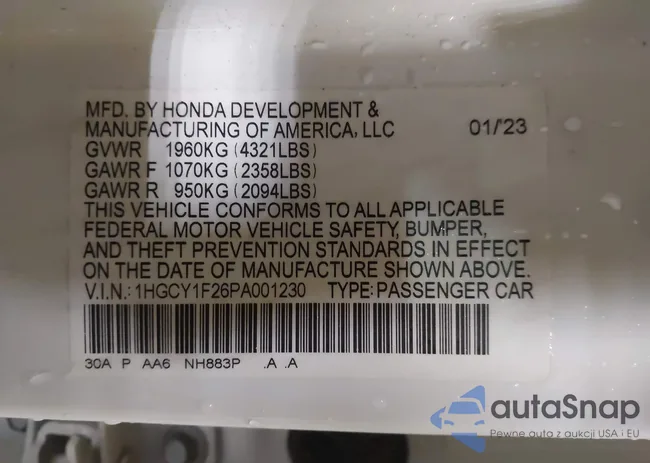 MFD. BY HONDA DEVELOPMENT &
MANUFACTURING OF AMERICA, LLC 01/'23
GVWR 1960KG (4321LBS)
GAWR F 1070KG (2358LBS)
GAWR R 950KG (2094LBS)
THIS VEHICLE CONFORMS TO ALL APPLICABLE
FEDERAL MOTOR VEHICLE SAFETY, BUMPER,
AND THEFT PREVENTION STANDARDS IN EFFECT
ON THE DATE OF MANUFACTURE SHOWN ABOVE.
V.I.N.: 1HGCY1F26PA001230 TYPE: PASSENGER CAR
30A P AA6 NH883P .A .A
autaSnap
Pewne auta z aukcji USA i EU